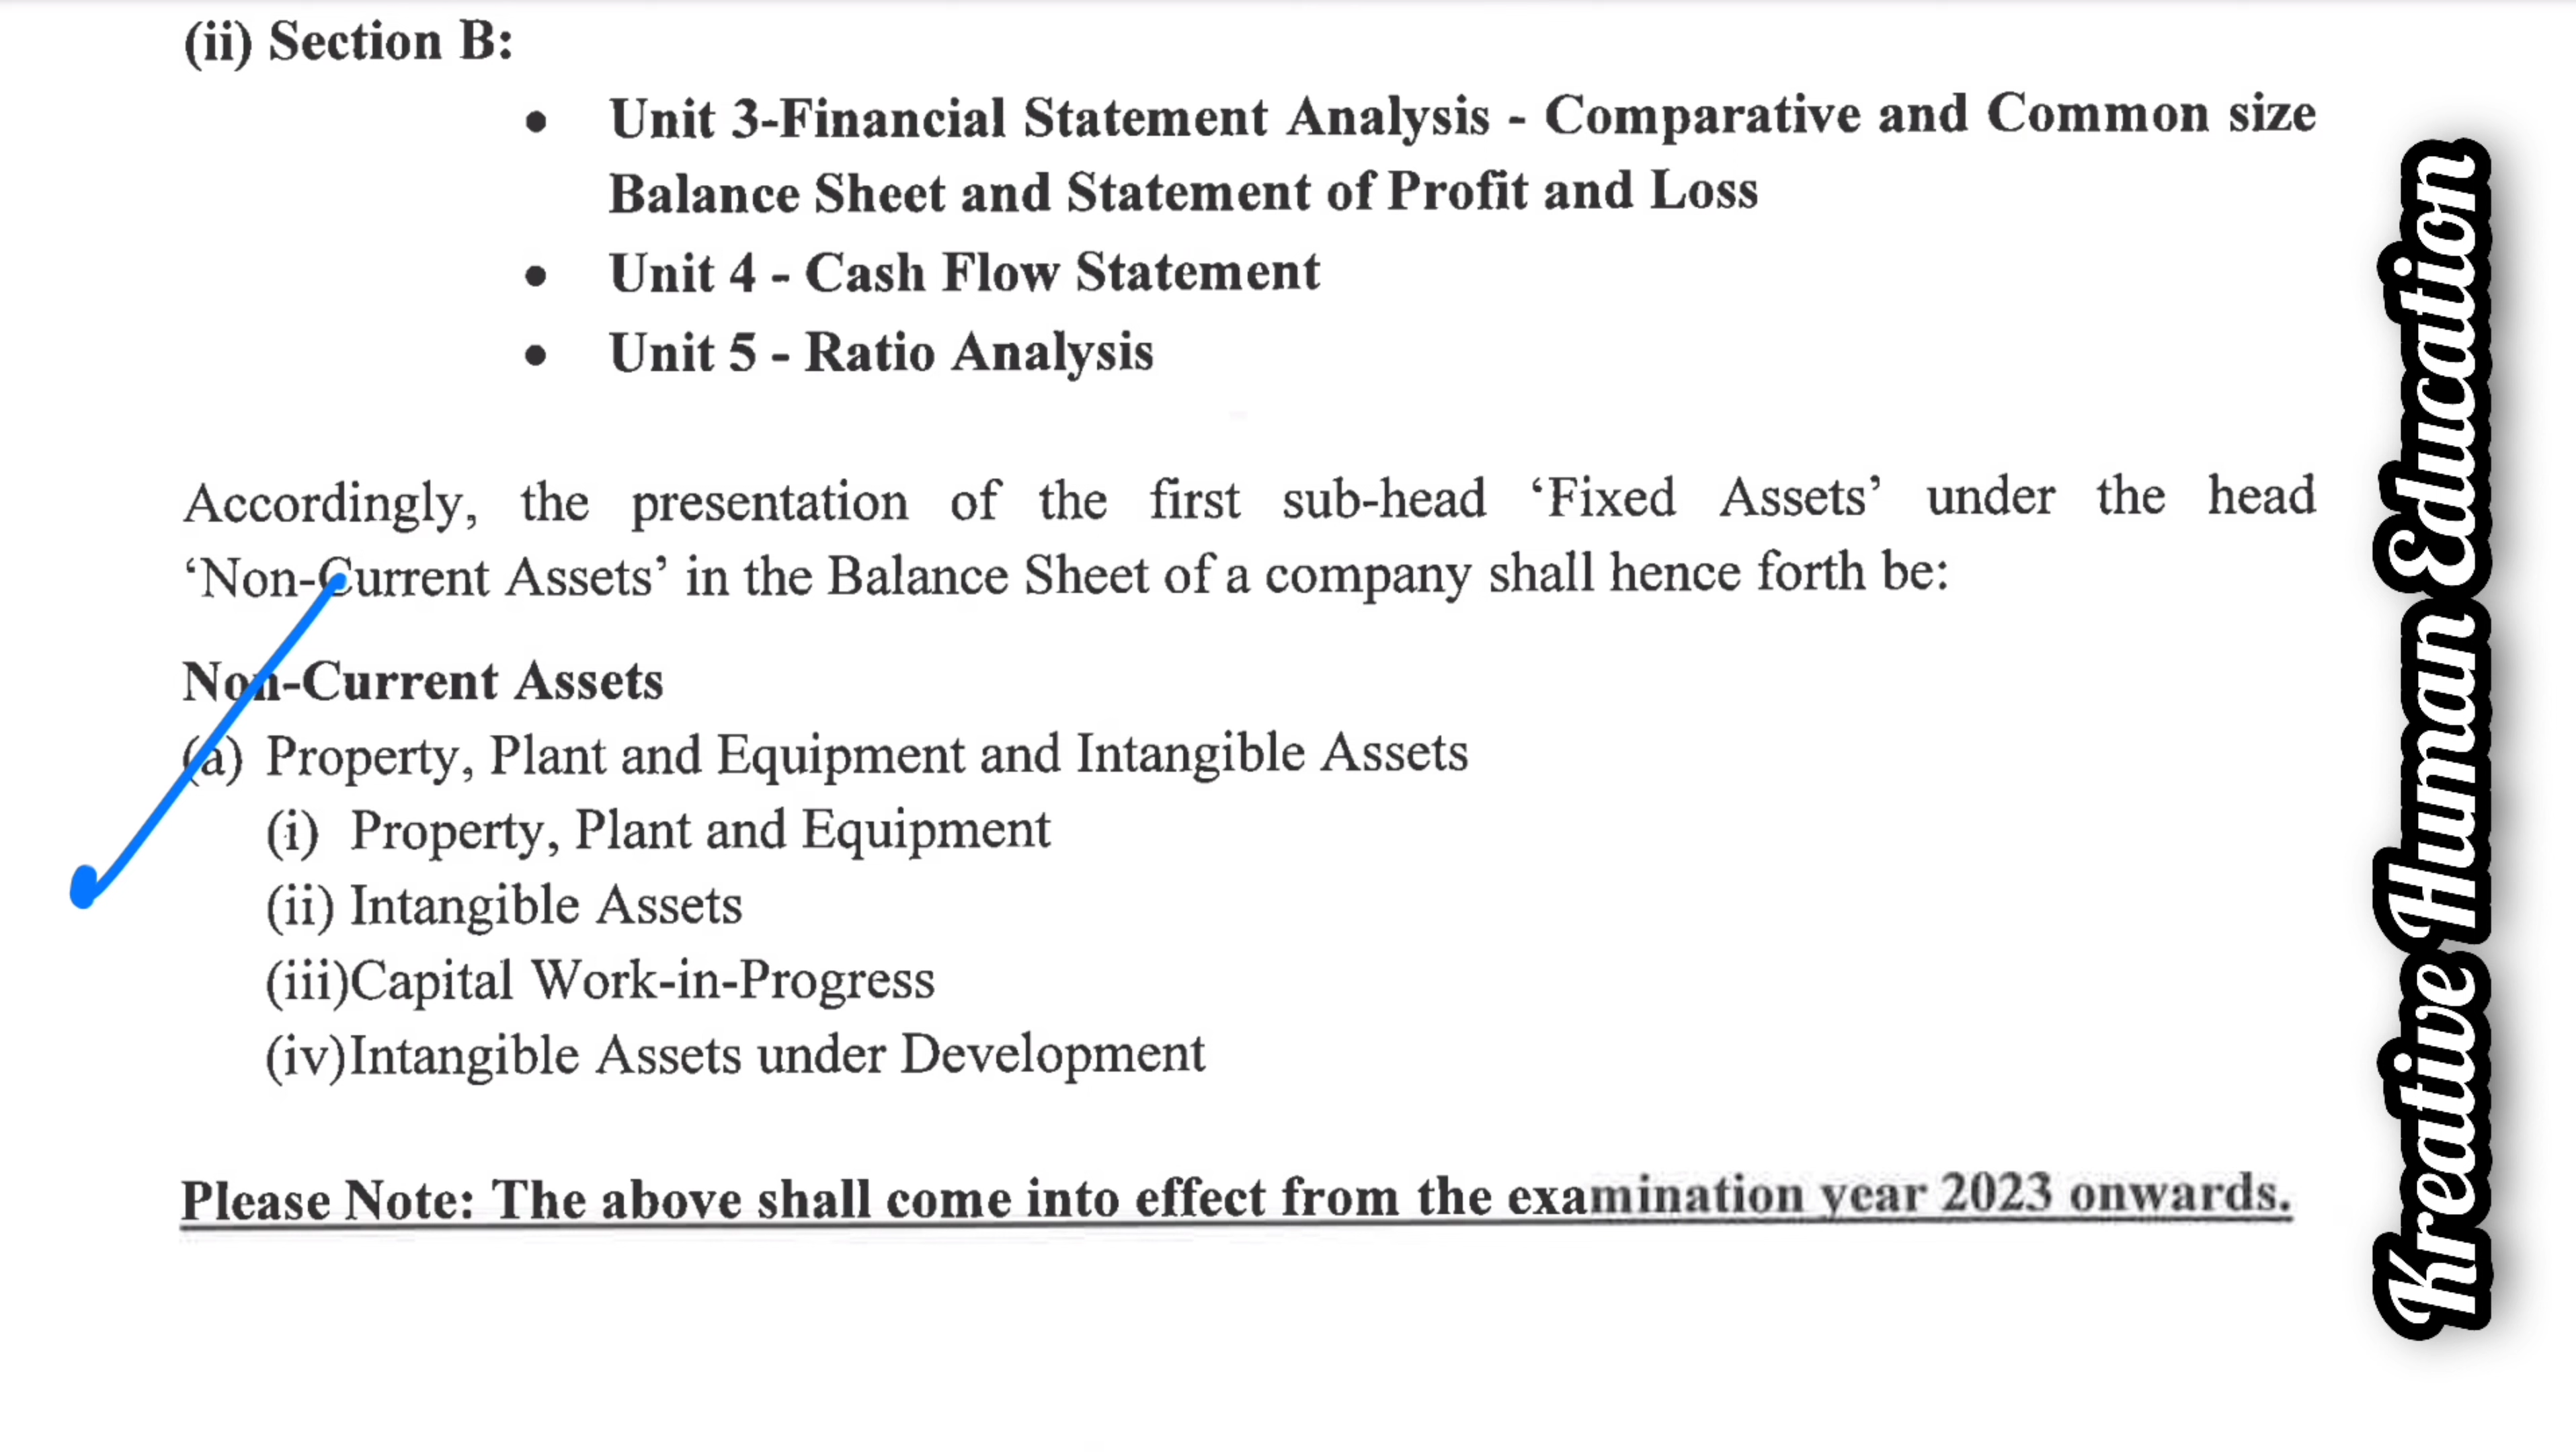 (ii) Section B:
• Unit 3-Financial Statement Analysis - Comparative and Common size
Balance Sheet and Statement of Profit and Loss
• Unit 4 - Cash Flow Statement
• Unit 5 - Ratio Analysis
Accordingly, the presentation of the first sub-head ‘Fixed Assets’ under the head
‘Non-Current Assets’ in the Balance Sheet of a company shall hence forth be:
Non-Current Assets
(a) Property, Plant and Equipment and Intangible Assets
(i) Property, Plant and Equipment
(ii) Intangible Assets
(iii)Capital Work-in-Progress
(iv)Intangible Assets under Development
Please Note: The above shall come into effect from the examination year 2023 onwards.
Kreative Human Education